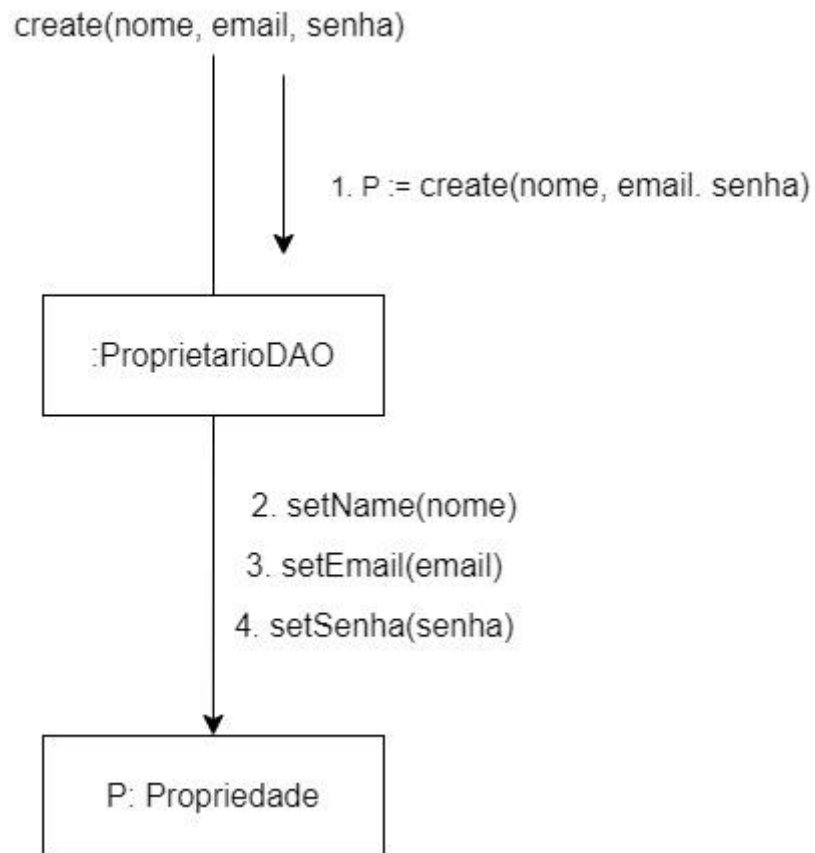 create(nome, email, senha)
1. P := create(nome, email. senha)
:ProprietarioDAO
2. setName(nome)
3. setEmail(email)
4. setSenha(senha)
P: Propriedade